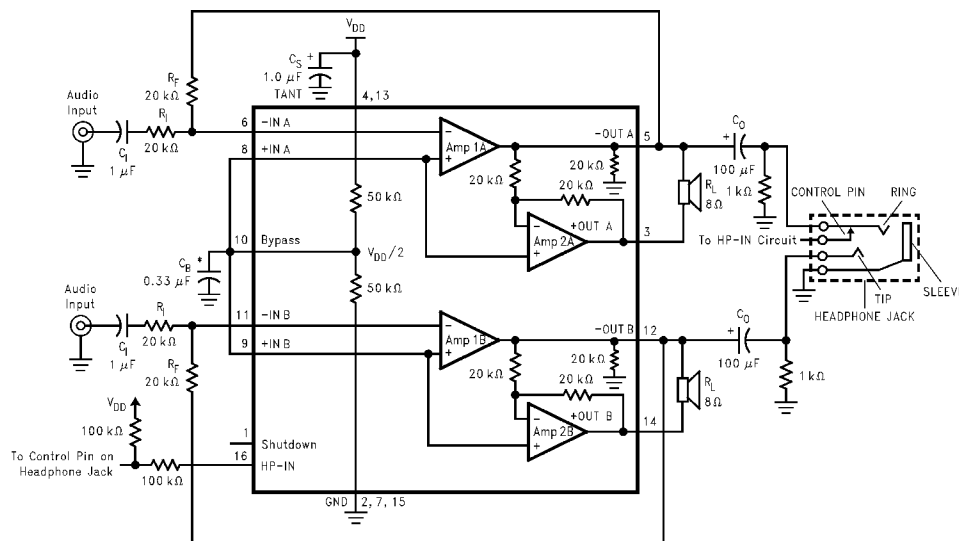 VDD
CS +
1.0 µF
TANT
4, 13
RF
20 kΩ
Audio
Input
RI
20 kΩ
CI
1 µF
6
-IN A
8
+IN A
Amp 1A
-OUT A
5
20 kΩ
20 kΩ
20 kΩ
Amp 2A
+OUT A
3
RL
8Ω
+
CO
100 µF
1 kΩ
CONTROL PIN
RING
To HP-IN Circuit
TIP
SLEEV
HEADPHONE JACK
50 kΩ
10
Bypass
VDD/2
CB *
0.33 µF
50 kΩ
Audio
Input
RI
20 kΩ
CI
1 µF
11
-IN B
9
+IN B
RF
20 kΩ
Amp 1B
-OUT B
12
20 kΩ
20 kΩ
20 kΩ
Amp 2B
+OUT B
14
RL
8Ω
+
CO
100 µF
1 kΩ
VDD
100 kΩ
To Control Pin on
Headphone Jack
100 kΩ
1
Shutdown
16
HP-IN
GND
2, 7, 15